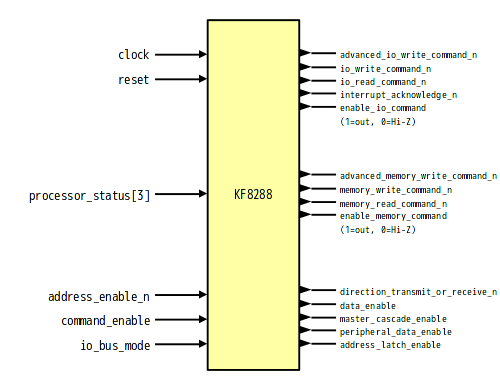 clock
reset
processor_status[3]
address_enable_n
command_enable
io_bus_mode
KF8288
advanced_io_write_command_n
io_write_command_n
io_read_command_n
interrupt_acknowledge_n
enable_io_command
(1=out, 0=Hi-Z)
advanced_memory_write_command_n
memory_write_command_n
memory_read_command_n
enable_memory_command
(1=out, 0=Hi-Z)
direction_transmit_or_receive_n
data_enable
master_cascade_enable
peripheral_data_enable
address_latch_enable